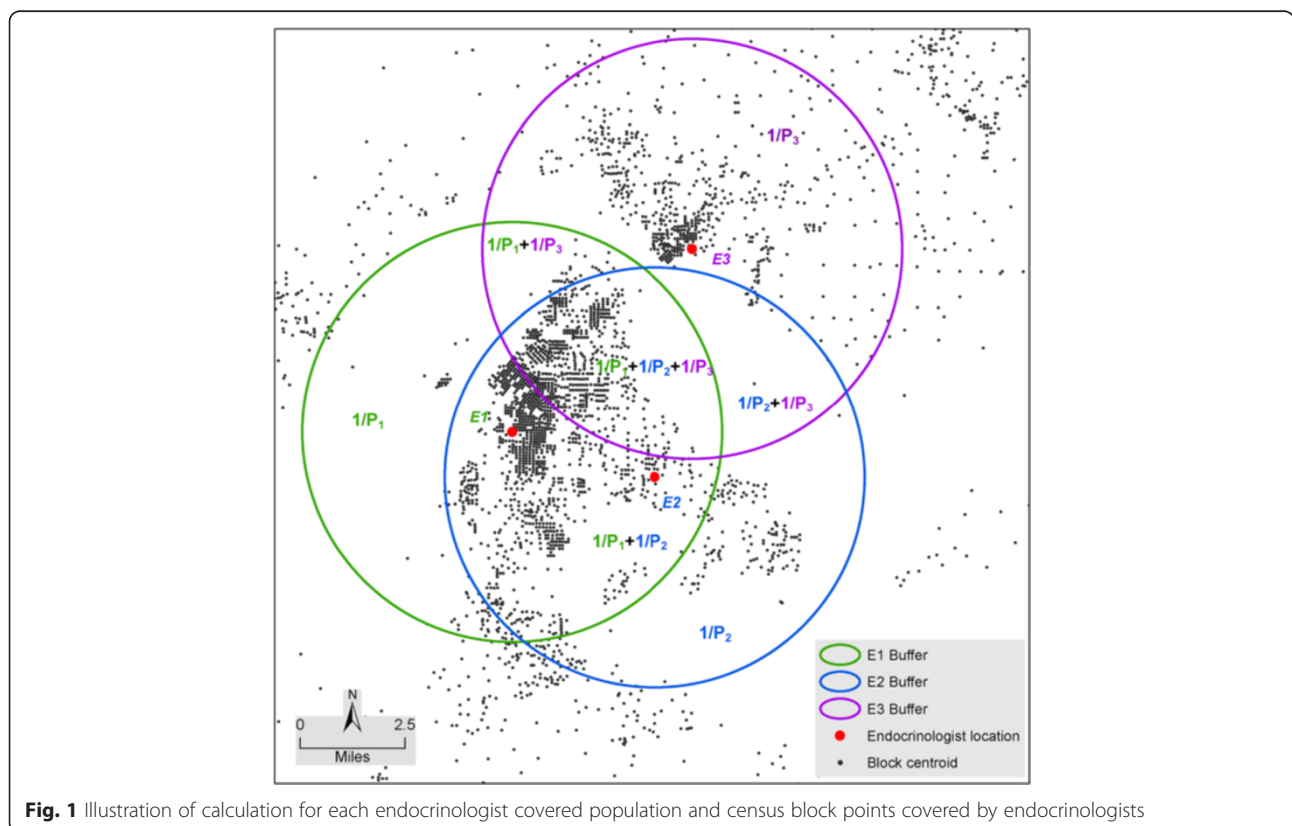 1/P₃
1/P₁+1/P₃
E3
1/P₁+1/P₂+1/P₃
1/P₂+1/P₃
E1
1/P₁
E2
1/P₁+1/P₂
1/P₂
N
0 2.5
Miles
E1 Buffer
E2 Buffer
E3 Buffer
Endocrinologist location
Block centroid
Fig. 1 Illustration of calculation for each endocrinologist covered population and census block points covered by endocrinologists